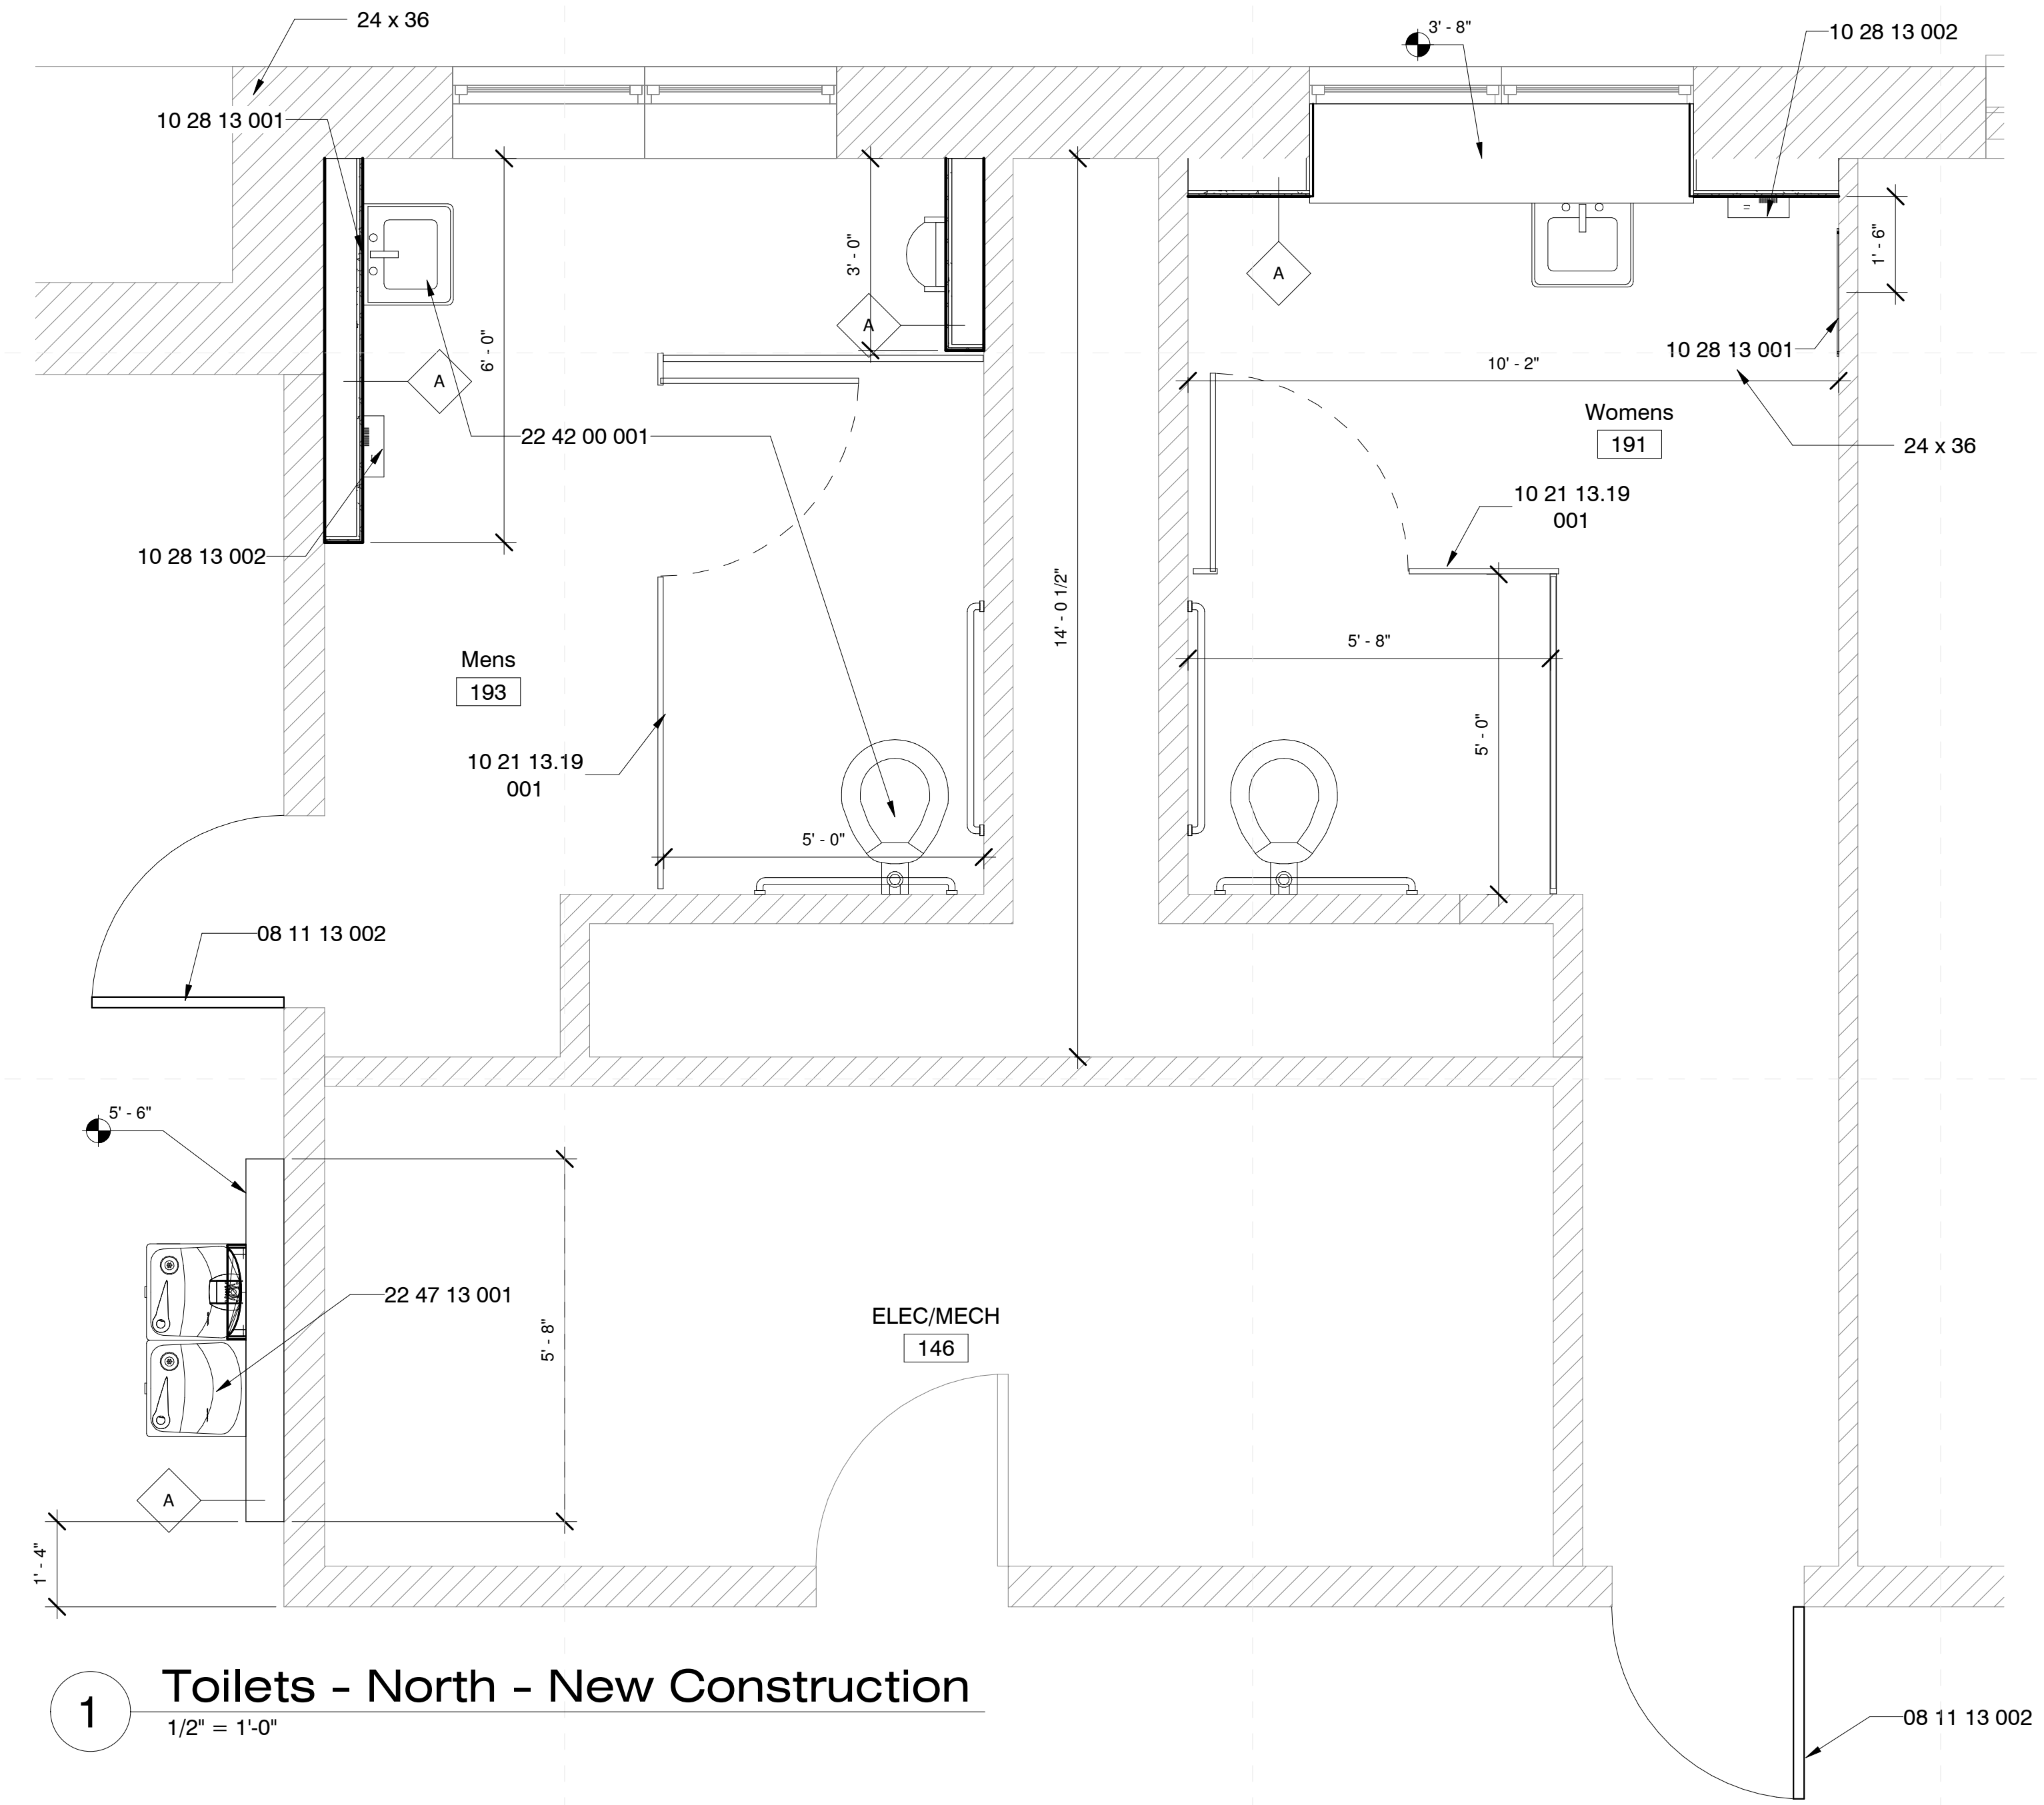 24 x 36
3' - 8"
10 28 13 002
10 28 13 001
3' - 0"
1' - 6"
A
A
6' - 0"
10 28 13 001
10' - 2"
A
Womens
191
22 42 00 001
24 x 36
10 21 13.19
001
10 28 13 002
14' - 0 1/2"
5' - 8"
Mens
193
5' - 0"
10 21 13.19
001
5' - 0"
08 11 13 002
5' - 6"
22 47 13 001
5' - 8"
ELEC/MECH
146
A
1' - 4"
1
Toilets - North - New Construction
1/2" = 1'-0"
08 11 13 002